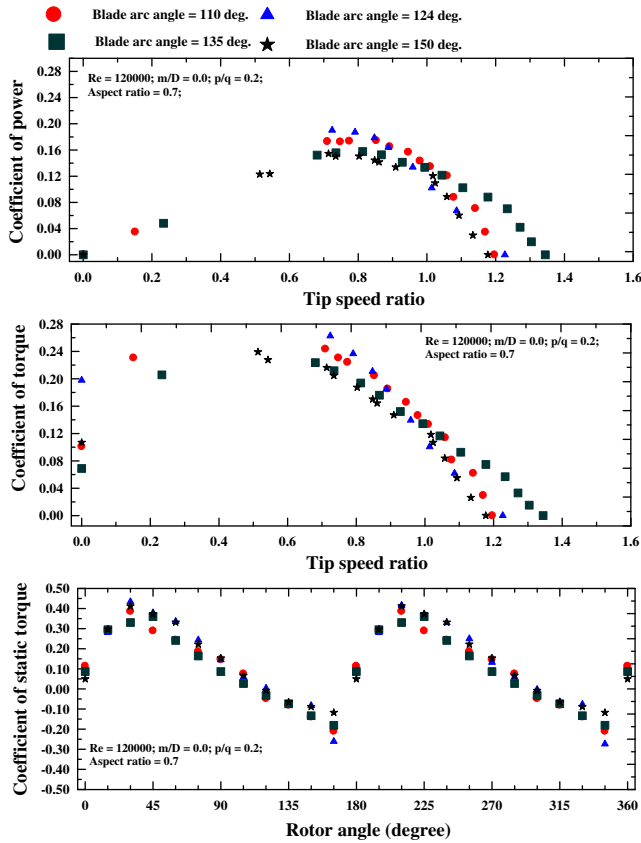 Blade arc angle = 110 deg.
Blade arc angle = 124 deg.
Blade arc angle = 135 deg.
Blade arc angle = 150 deg.
Re = 120000; m/D = 0.0; p/q = 0.2;
Aspect ratio = 0.7;
Coefficient of power
0.28
0.24
0.20
0.16
0.12
0.08
0.04
0.00
0.0 0.2 0.4 0.6 0.8 1.0 1.2 1.4 1.6
Tip speed ratio
Re = 120000; m/D = 0.0; p/q = 0.2;
Aspect ratio = 0.7
Coefficient of torque
0.28
0.24
0.20
0.16
0.12
0.08
0.04
0.00
0.0 0.2 0.4 0.6 0.8 1.0 1.2 1.4 1.6
Tip speed ratio
Coefficient of static torque
0.50
0.40
0.30
0.20
0.10
0.00
-0.10
-0.20
-0.30
-0.40
-0.50
Re = 120000; m/D = 0.0; p/q = 0.2;
Aspect ratio = 0.7
0 45 90 135 180 225 270 315 360
Rotor angle (degree)